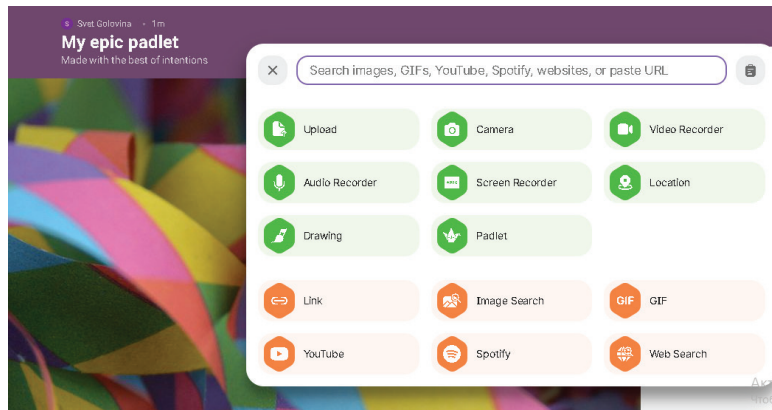 S Svet Golovina • 1m
My epic padlet
Made with the best of intentions
Search images, GIFs, YouTube, Spotify, websites, or paste URL
Upload
Camera
Video Recorder
Audio Recorder
Screen Recorder
Location
Drawing
Padlet
Link
Image Search
GIF GIF
YouTube
Spotify
Web Search